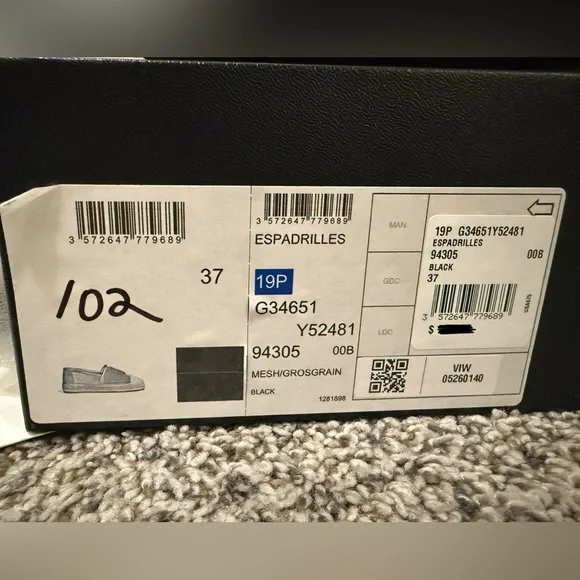 3 572647 779689
37
102
3 572647 779689
ESPADRILLES
19P
G34651
Y52481
94305 00B
MESH/GROSGRAIN
BLACK 1281898
MAN
GDC
LDC
19P G34651Y52481
ESPADRILLES
94305 00B
BLACK
37
3 572647 779689
$
VIW
05260140